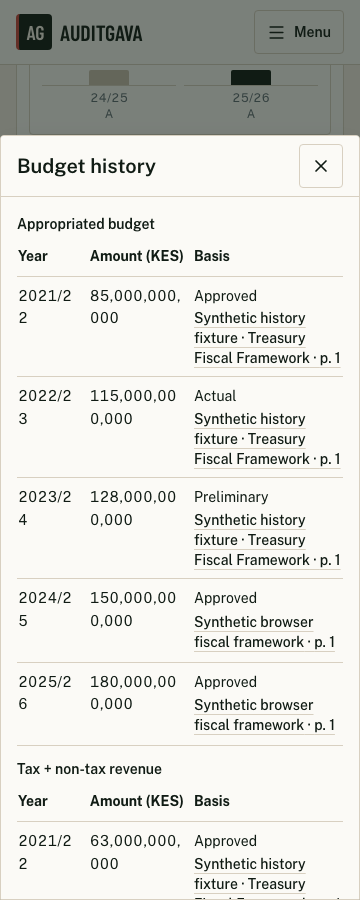 AG AUDITGAVA
Menu
24/25
A
25/26
A
Budget history
Appropriated budget
Year Amount (KES) Basis
2021/2
2
85,000,000,
000
Approved
Synthetic history
fixture · Treasury
Fiscal Framework · p. 1
2022/2
3
115,000,00
0,000
Actual
Synthetic history
fixture · Treasury
Fiscal Framework · p. 1
2023/2
4
128,000,00
0,000
Preliminary
Synthetic history
fixture · Treasury
Fiscal Framework · p. 1
2024/2
5
150,000,00
0,000
Approved
Synthetic browser
fiscal framework · p. 1
2025/2
6
180,000,00
0,000
Approved
Synthetic browser
fiscal framework · p. 1
Tax + non-tax revenue
Year Amount (KES) Basis
2021/2
2
63,000,000,
000
Approved
Synthetic history
fixture · Treasury